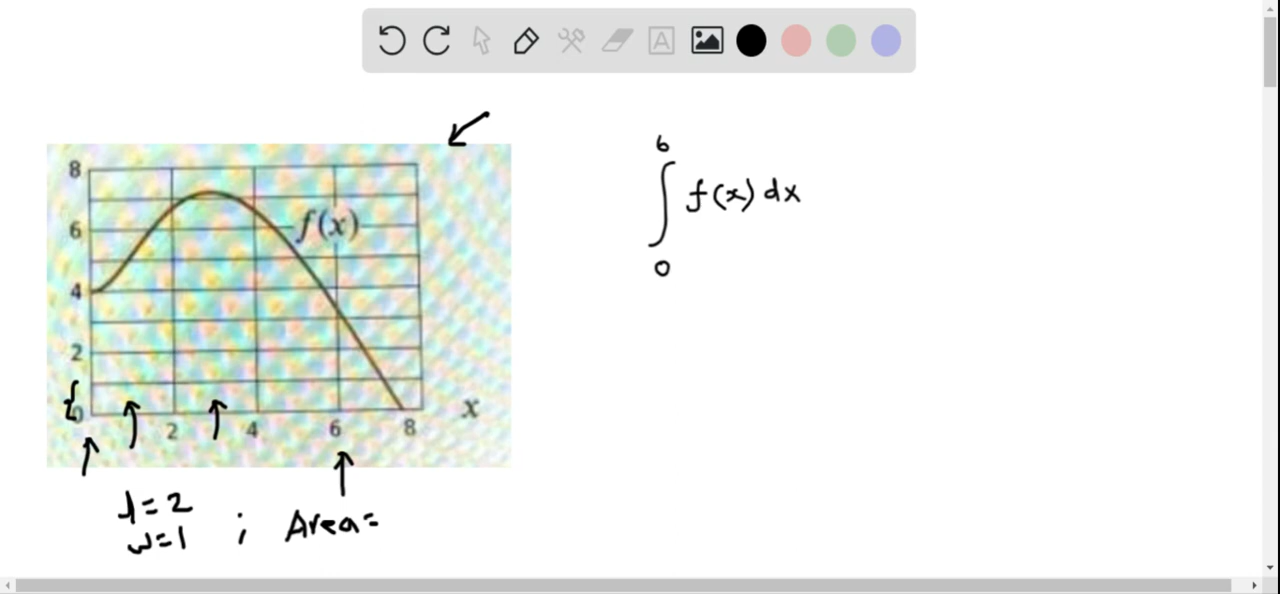 A
8
6
4
2
0
f(x)
2 4 6 8
x
6
∫ f(x) dx
0
l=2
w=1 ; Area=